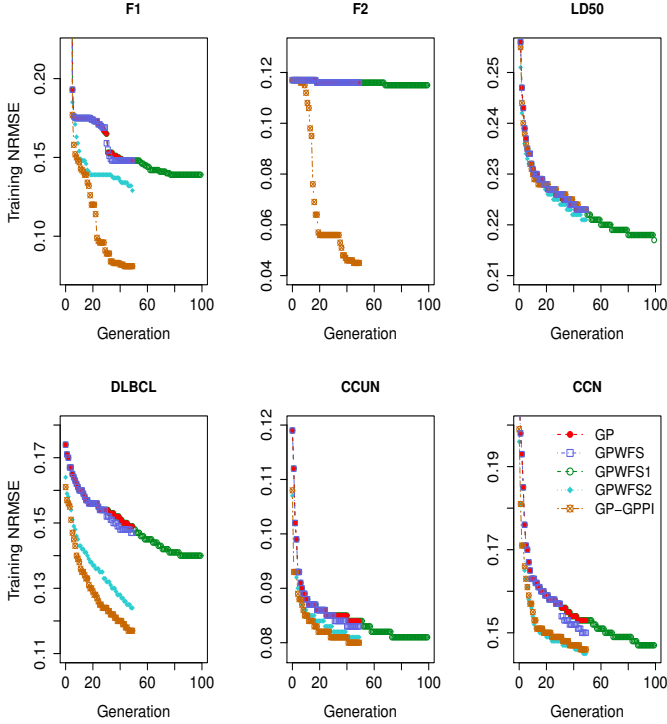 F1
F2
LD50
Training NRMSE
0.10 0.15 0.20
0.04 0.06 0.08 0.10 0.12
0.21 0.22 0.23 0.24 0.25
0 20 60 100
0 20 60 100
0 20 60 100
Generation
Generation
Generation
DLBCL
CCUN
CCN
Training NRMSE
0.11 0.13 0.15 0.17
0.08 0.09 0.10 0.11 0.12
0.15 0.17 0.19
GP
GPWFS
GPWFS1
GPWFS2
GP−GPPI
0 20 60 100
0 20 60 100
0 20 60 100
Generation
Generation
Generation